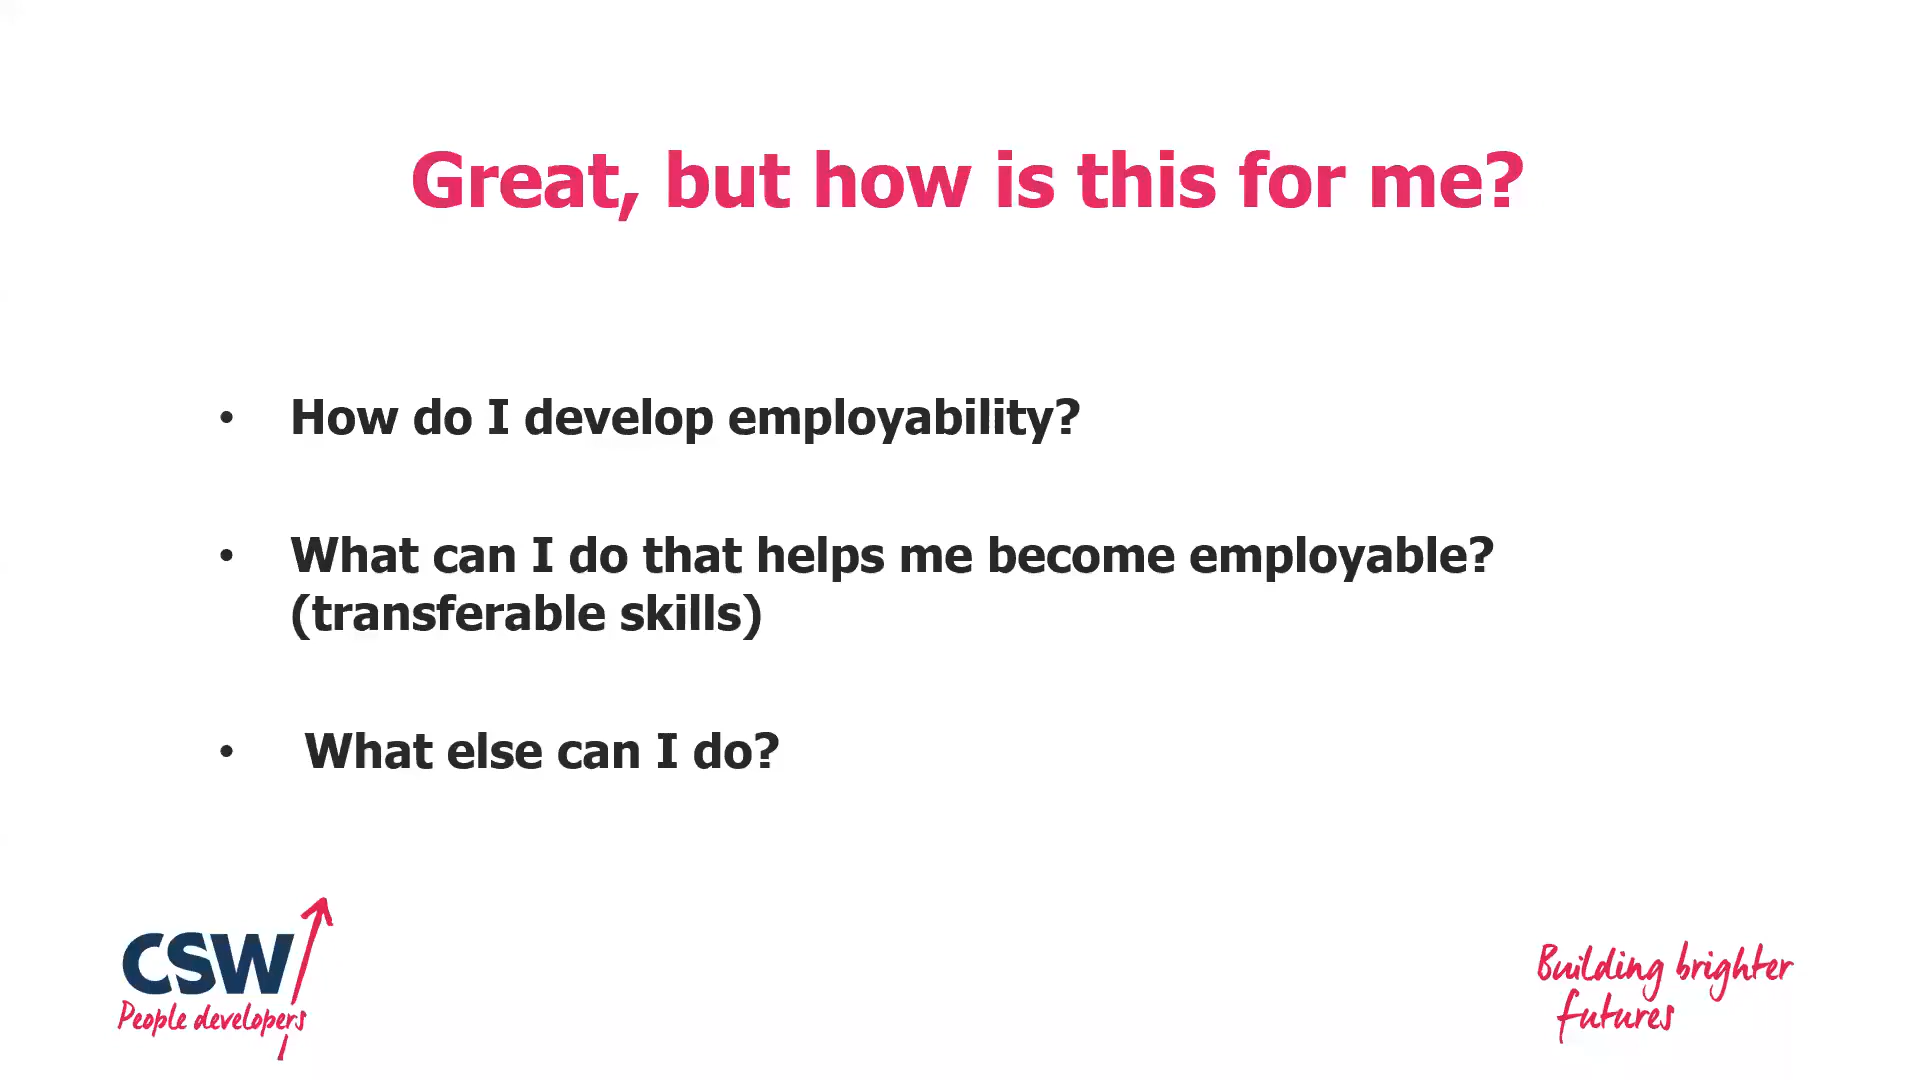 Great, but how is this for me?
• How do I develop employability?
• What can I do that helps me become employable?
(transferable skills)
• What else can I do?
CSW
People developers
Building brighter
futures